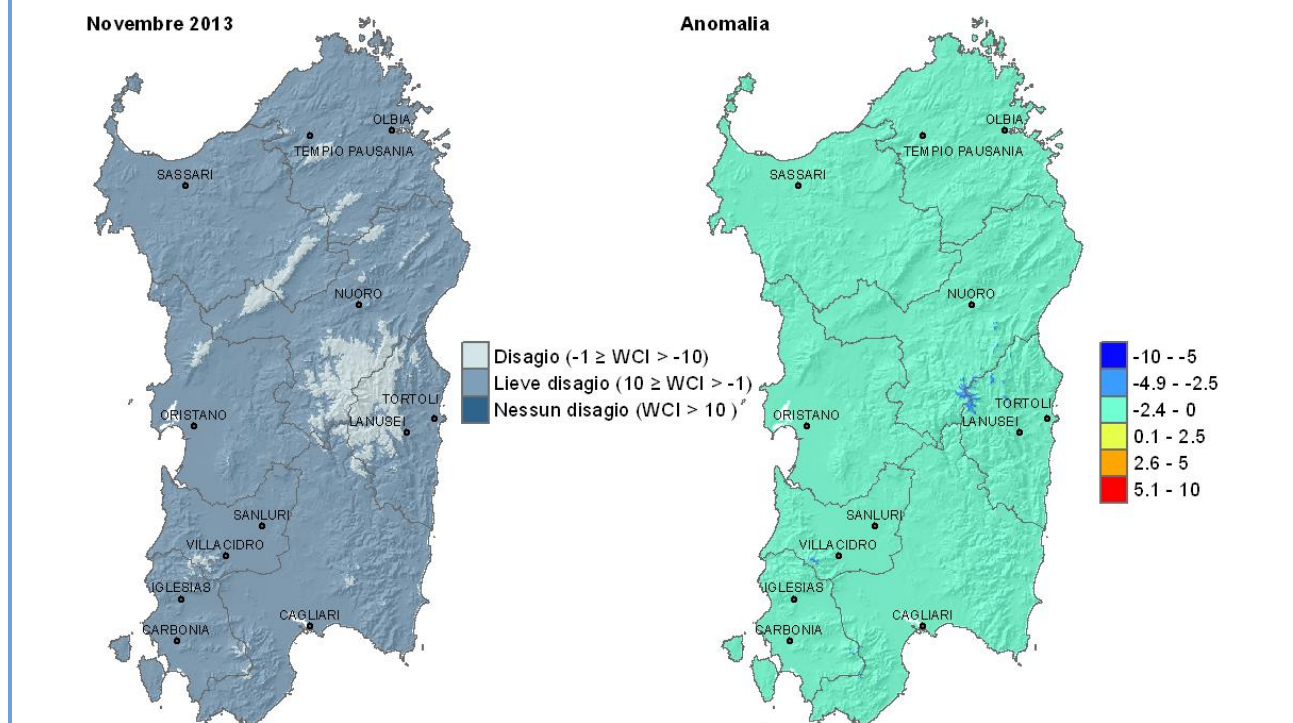 Novembre 2013
OLBIA
TEMPIO PAUSANIA
SASSARI
NUORO
TORTOLI
ORISTANO
LANUSEI
SANLURI
VILLACIDRO
IGLESIAS
CAGLIARI
CARBONIA
Disagio (-1 ≥ WCI > -10)
Lieve disagio (10 ≥ WCI > -1)
Nessun disagio (WCI > 10 )
Anomalia
OLBIA
TEMPIO PAUSANIA
SASSARI
NUORO
TORTOLI
ORISTANO
LANUSEI
SANLURI
VILLACIDRO
IGLESIAS
CAGLIARI
CARBONIA
-10 - -5
-4.9 - -2.5
-2.4 - 0
0.1 - 2.5
2.6 - 5
5.1 - 10